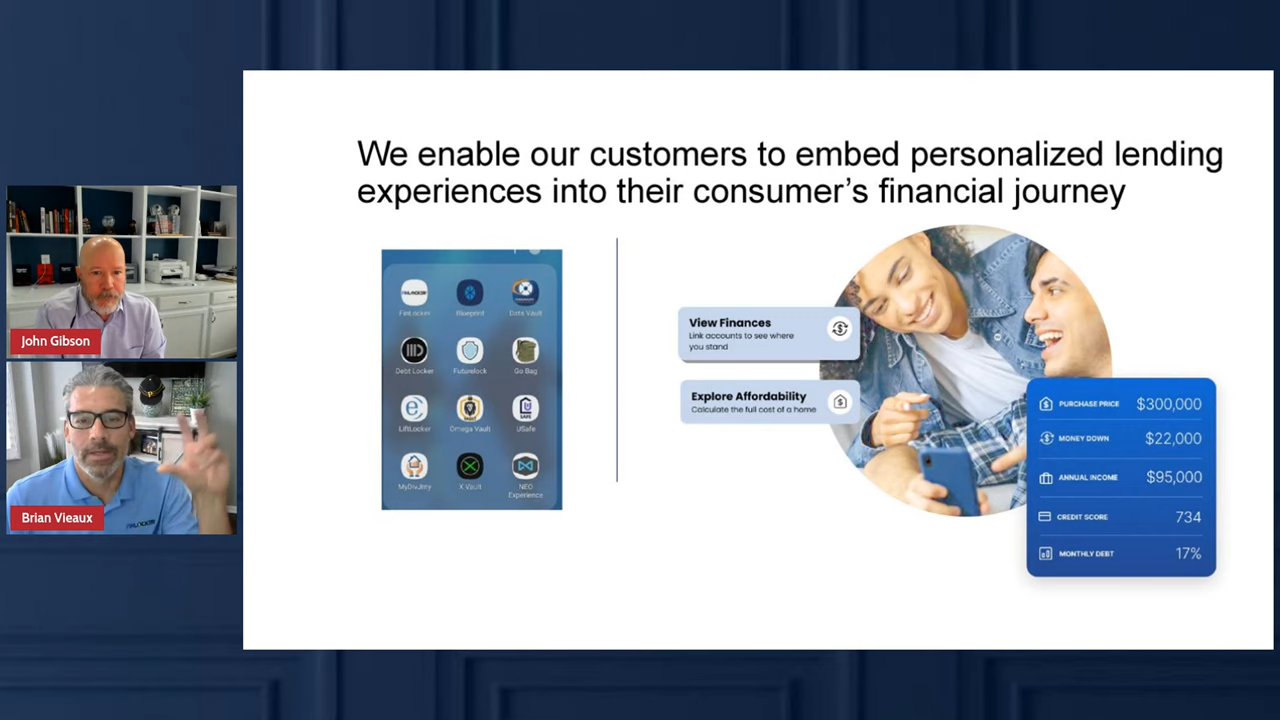 We enable our customers to embed personalized lending
experiences into their consumer's financial journey
John Gibson
Brian Vieaux
FINLOCKER
FinLocker
Blueprint
Data Vault
Debt Locker
Futurelock
Go Bag
LiftLocker
Omega Vault
USafe
MyDivvy
X Vault
NEO
Experience
View Finances
Link accounts to see where
you stand
Explore Affordability
Calculate the full cost of a home
PURCHASE PRICE $300,000
MONEY DOWN $22,000
ANNUAL INCOME $95,000
CREDIT SCORE 734
MONTHLY DEBT 17%